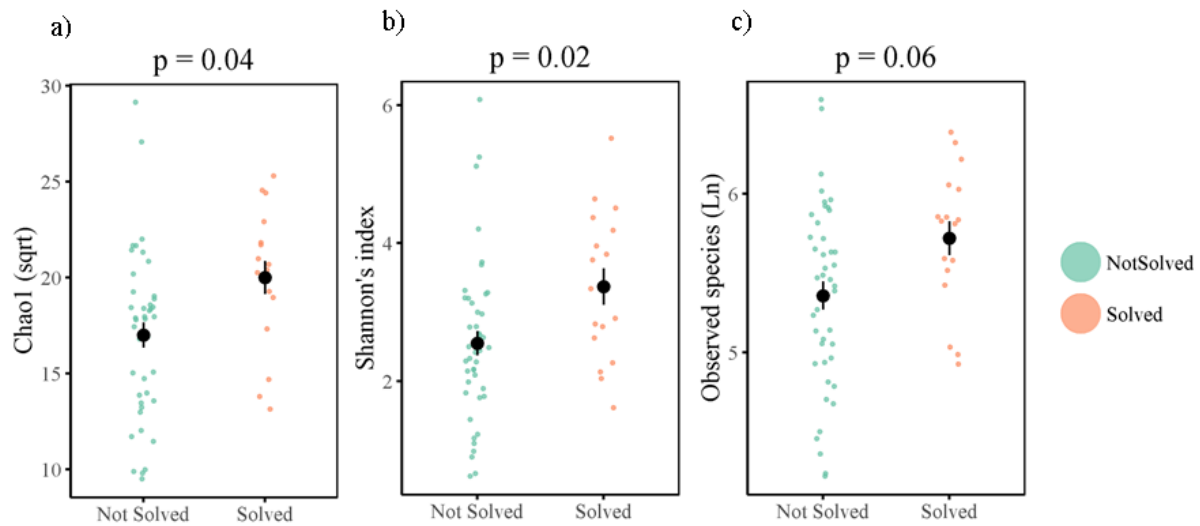 a)
p = 0.04
Chao1 (sqrt)
30
25
20
15
10
Not Solved
Solved
b)
p = 0.02
Shannon's index
6
4
2
Not Solved
Solved
c)
p = 0.06
Observed species (Ln)
6
5
Not Solved
Solved
NotSolved
Solved